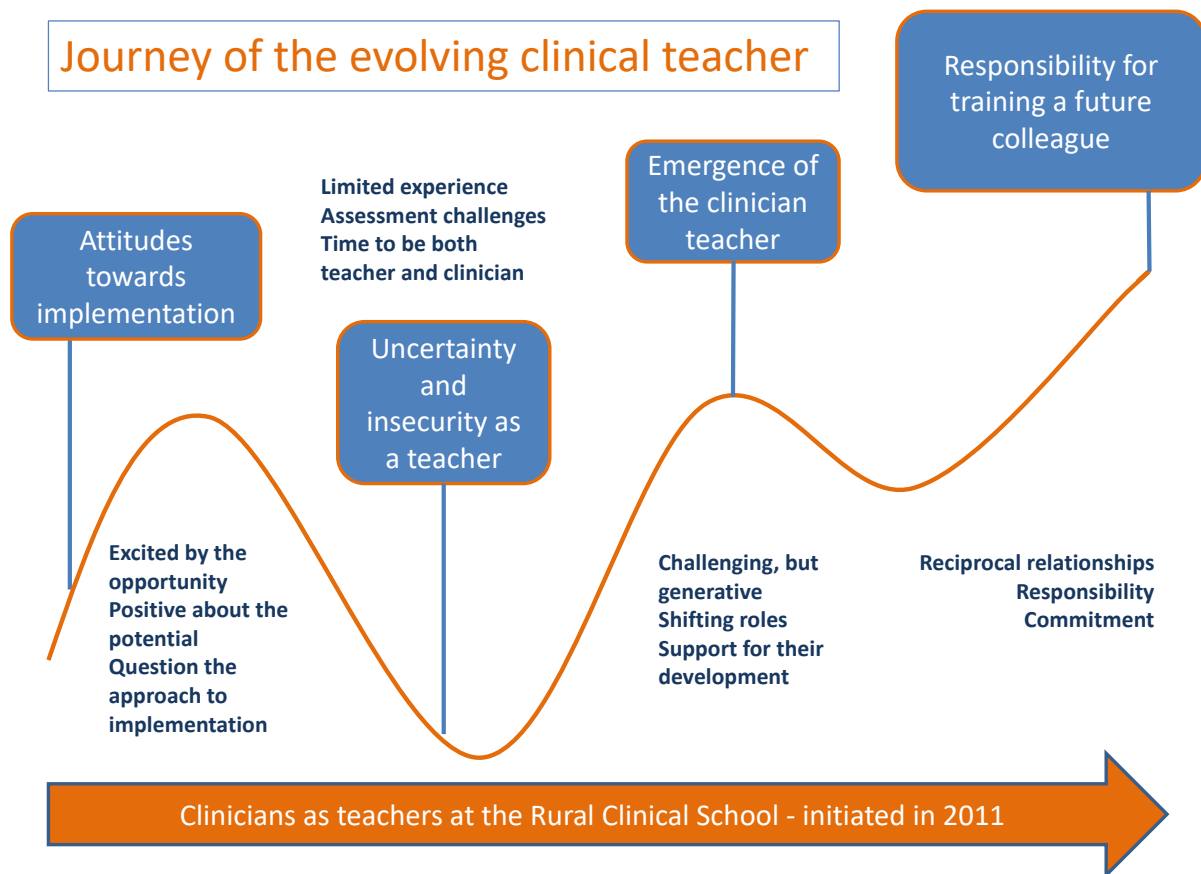 Journey of the evolving clinical teacher
Attitudes
towards
implementation
Excited by the
opportunity
Positive about the
potential
Question the
approach to
implementation
Limited experience
Assessment challenges
Time to be both
teacher and clinician
Uncertainty
and
insecurity as
a teacher
Emergence of
the clinician
teacher
Challenging, but
generative
Shifting roles
Support for their
development
Responsibility for
training a future
colleague
Reciprocal relationships
Responsibility
Commitment
Clinicians as teachers at the Rural Clinical School - initiated in 2011